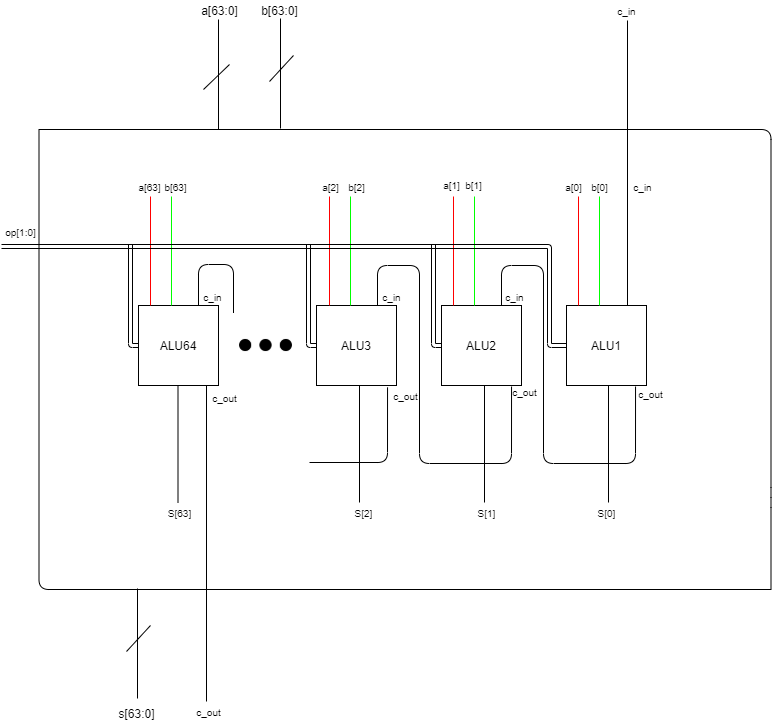 a[63:0] b[63:0] c_in
a[63] b[63] a[2] b[2] a[1] b[1] a[0] b[0] c_in
op[1:0]
c_in c_in c_in
ALU64 ALU3 ALU2 ALU1
c_out c_out c_out c_out
S[63] S[2] S[1] S[0]
s[63:0] c_out